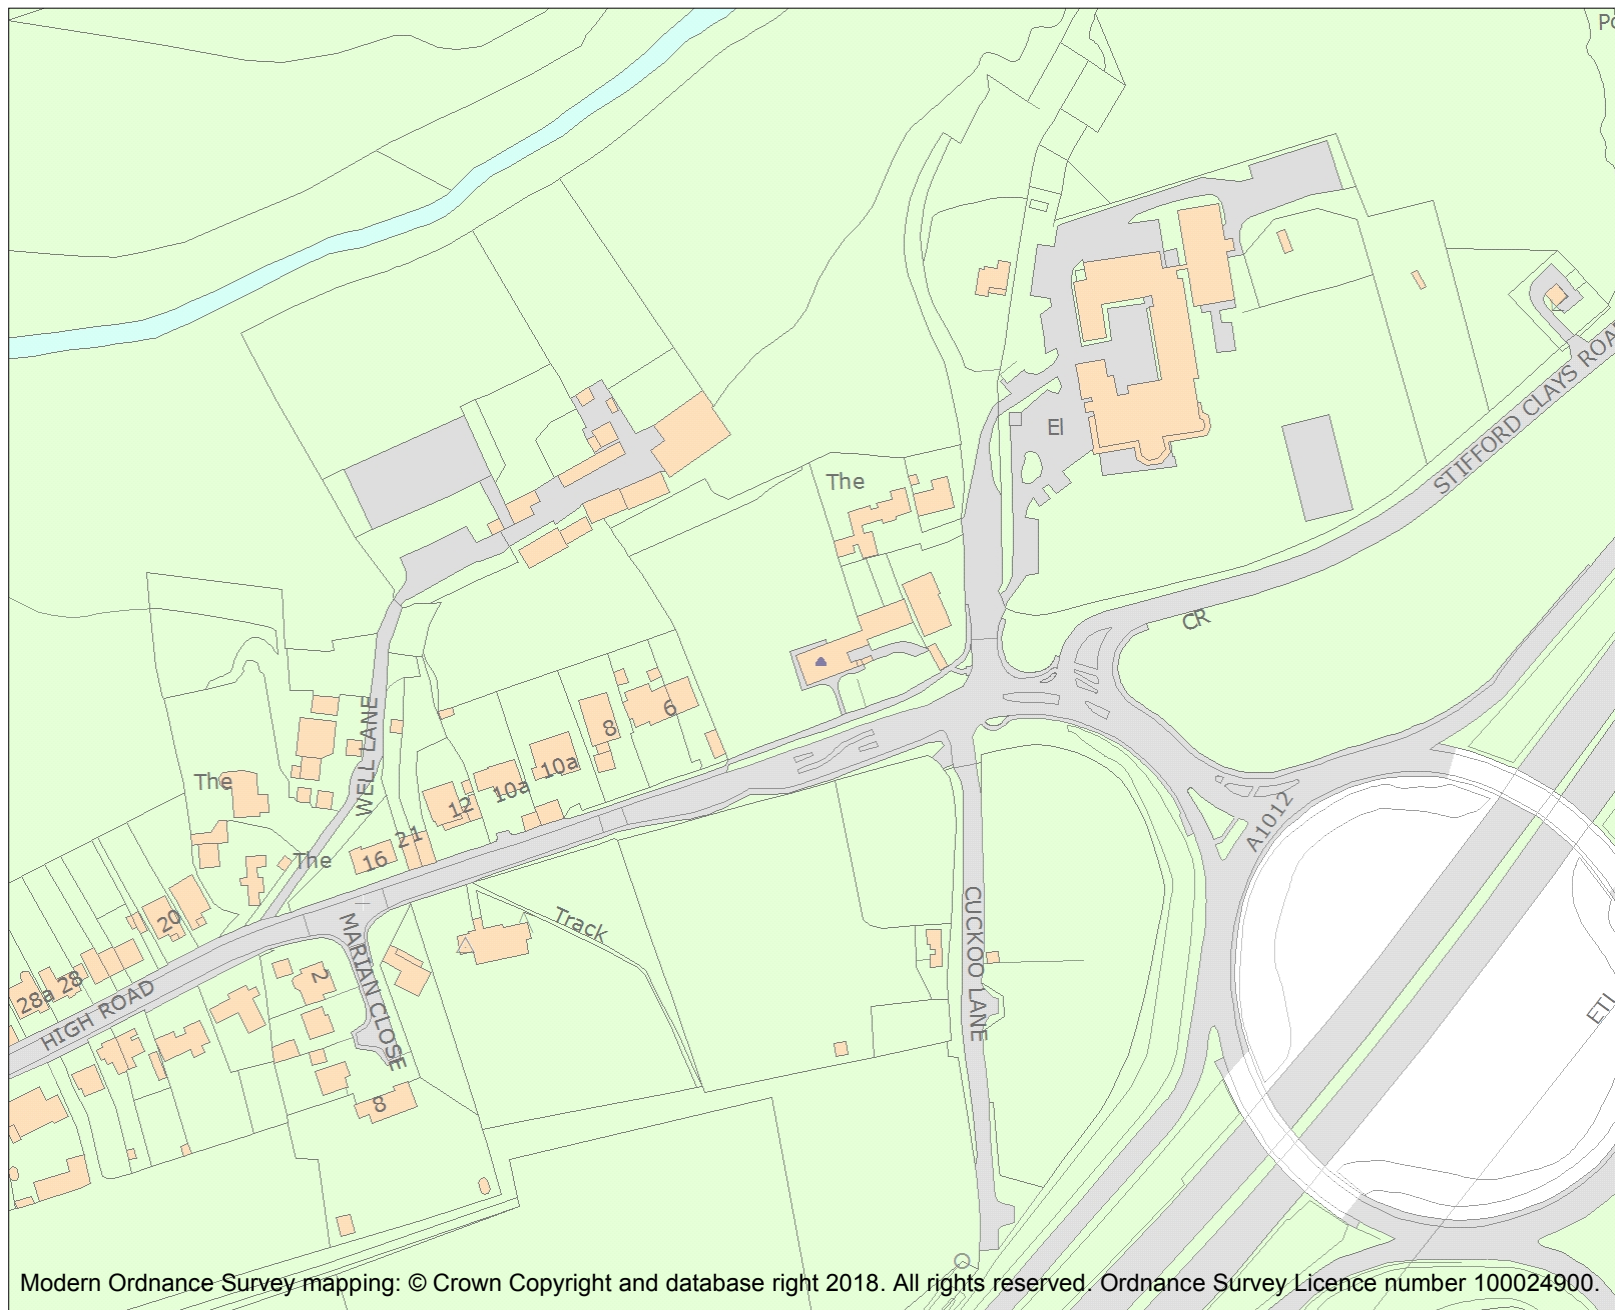 Po
El
The
STIFFORD CLAYS ROAD
CR
WELL LANE
6
8
10a
10a
The
12
21
The
16
A1012
20
CUCKOO LANE
Track
MARIAN CLOSE
2
28
28a
HIGH ROAD
ETL
8
Modern Ordnance Survey mapping: © Crown Copyright and database right 2018. All rights reserved. Ordnance Survey Licence number 100024900.